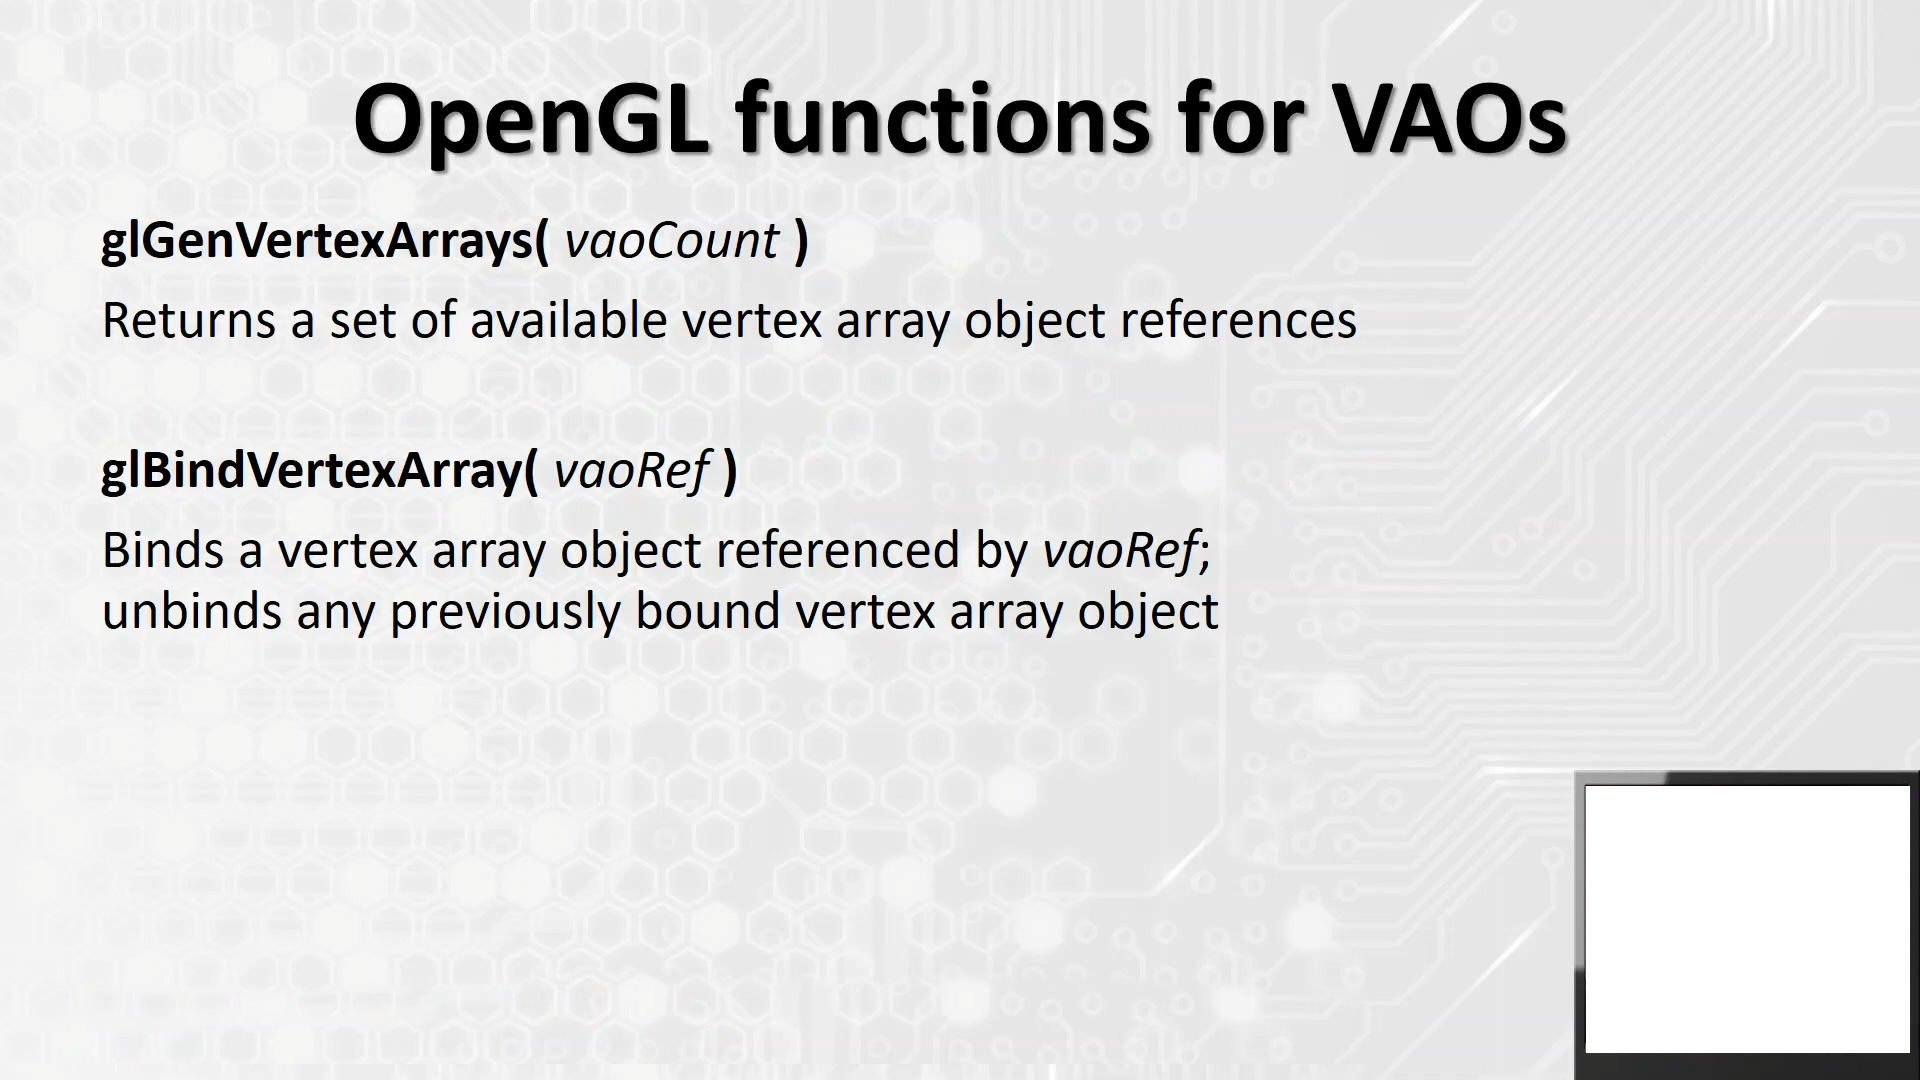 OpenGL functions for VAOs
glGenVertexArrays( vaoCount )
Returns a set of available vertex array object references
glBindVertexArray( vaoRef )
Binds a vertex array object referenced by vaoRef;
unbinds any previously bound vertex array object